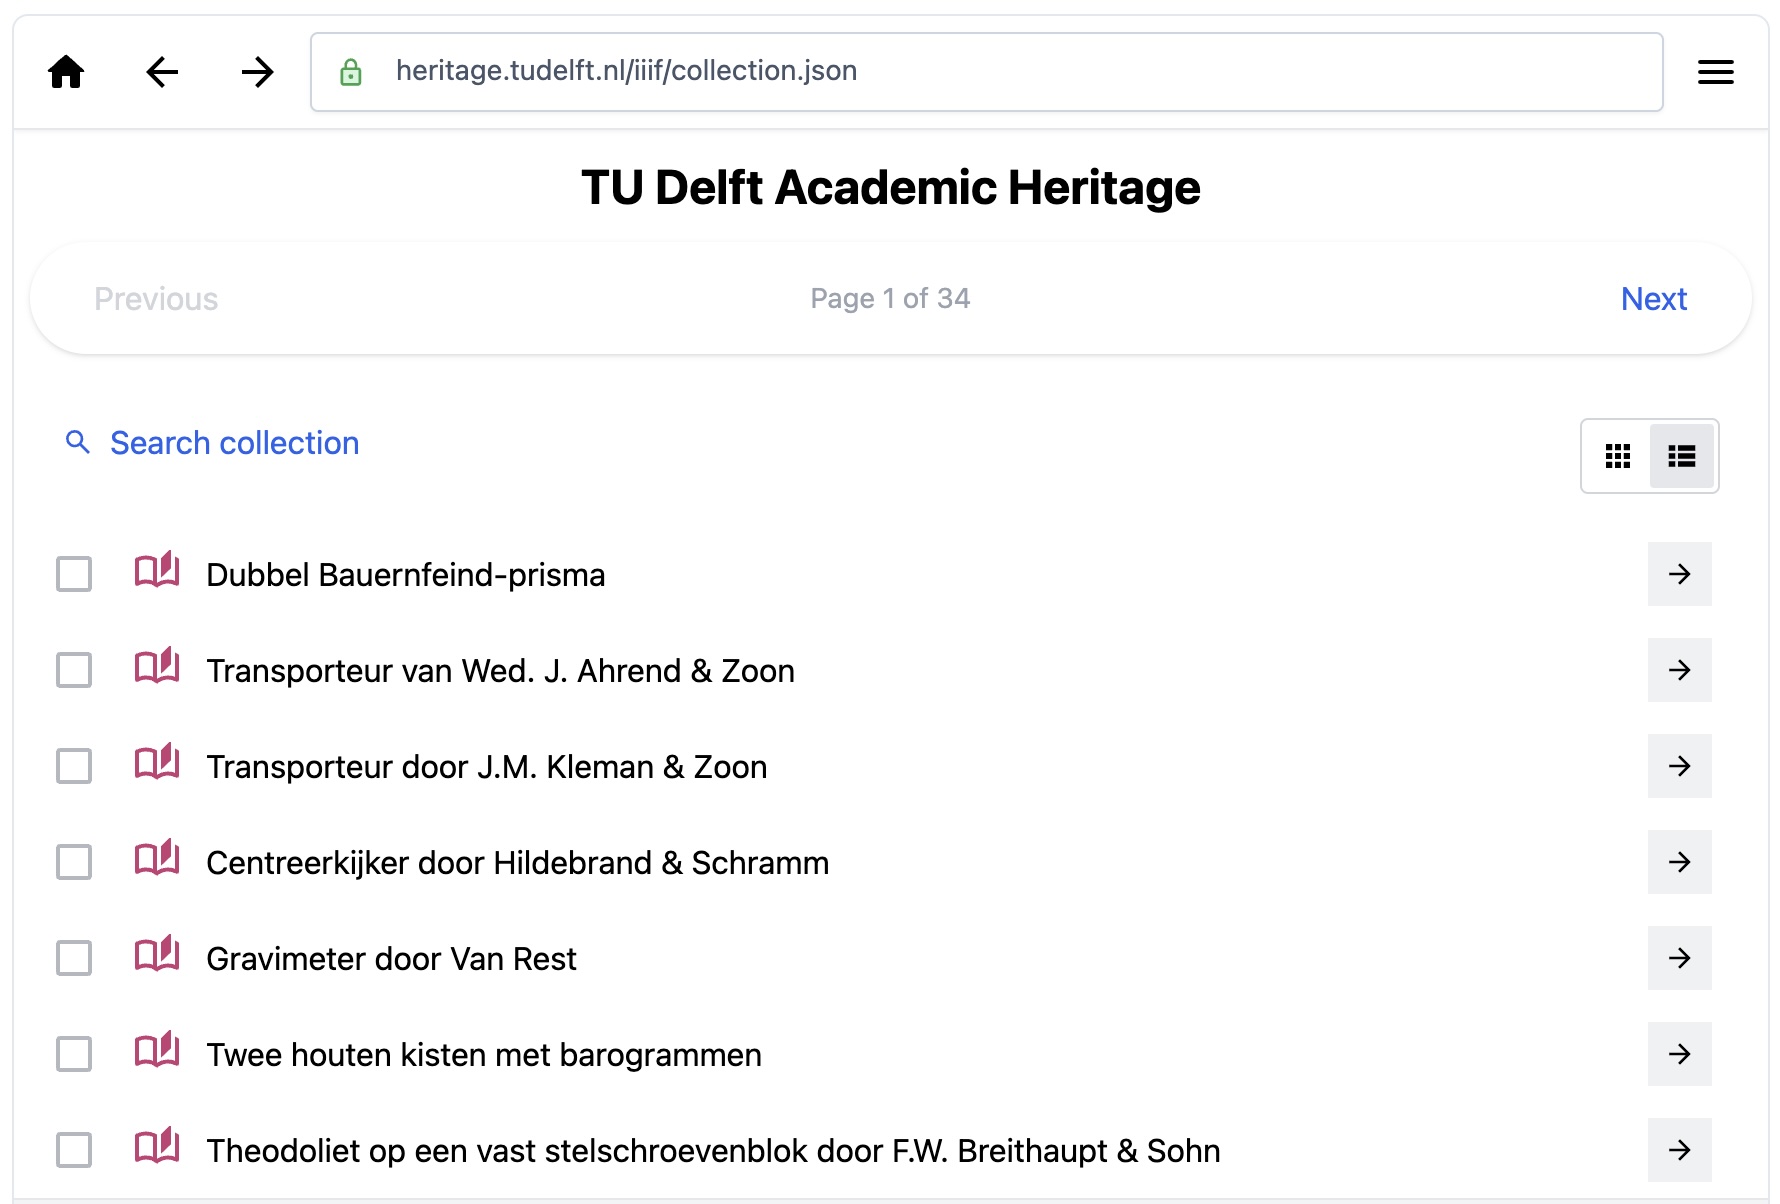 heritage.tudelft.nl/iiif/collection.json
TU Delft Academic Heritage
Previous
Page 1 of 34
Next
Search collection
Dubbel Bauernfeind-prisma
Transporteur van Wed. J. Ahrend & Zoon
Transporteur door J.M. Kleman & Zoon
Centreerkijker door Hildebrand & Schramm
Gravimeter door Van Rest
Twee houten kisten met barogrammen
Theodoliet op een vast stelschroevenblok door F.W. Breithaupt & Sohn